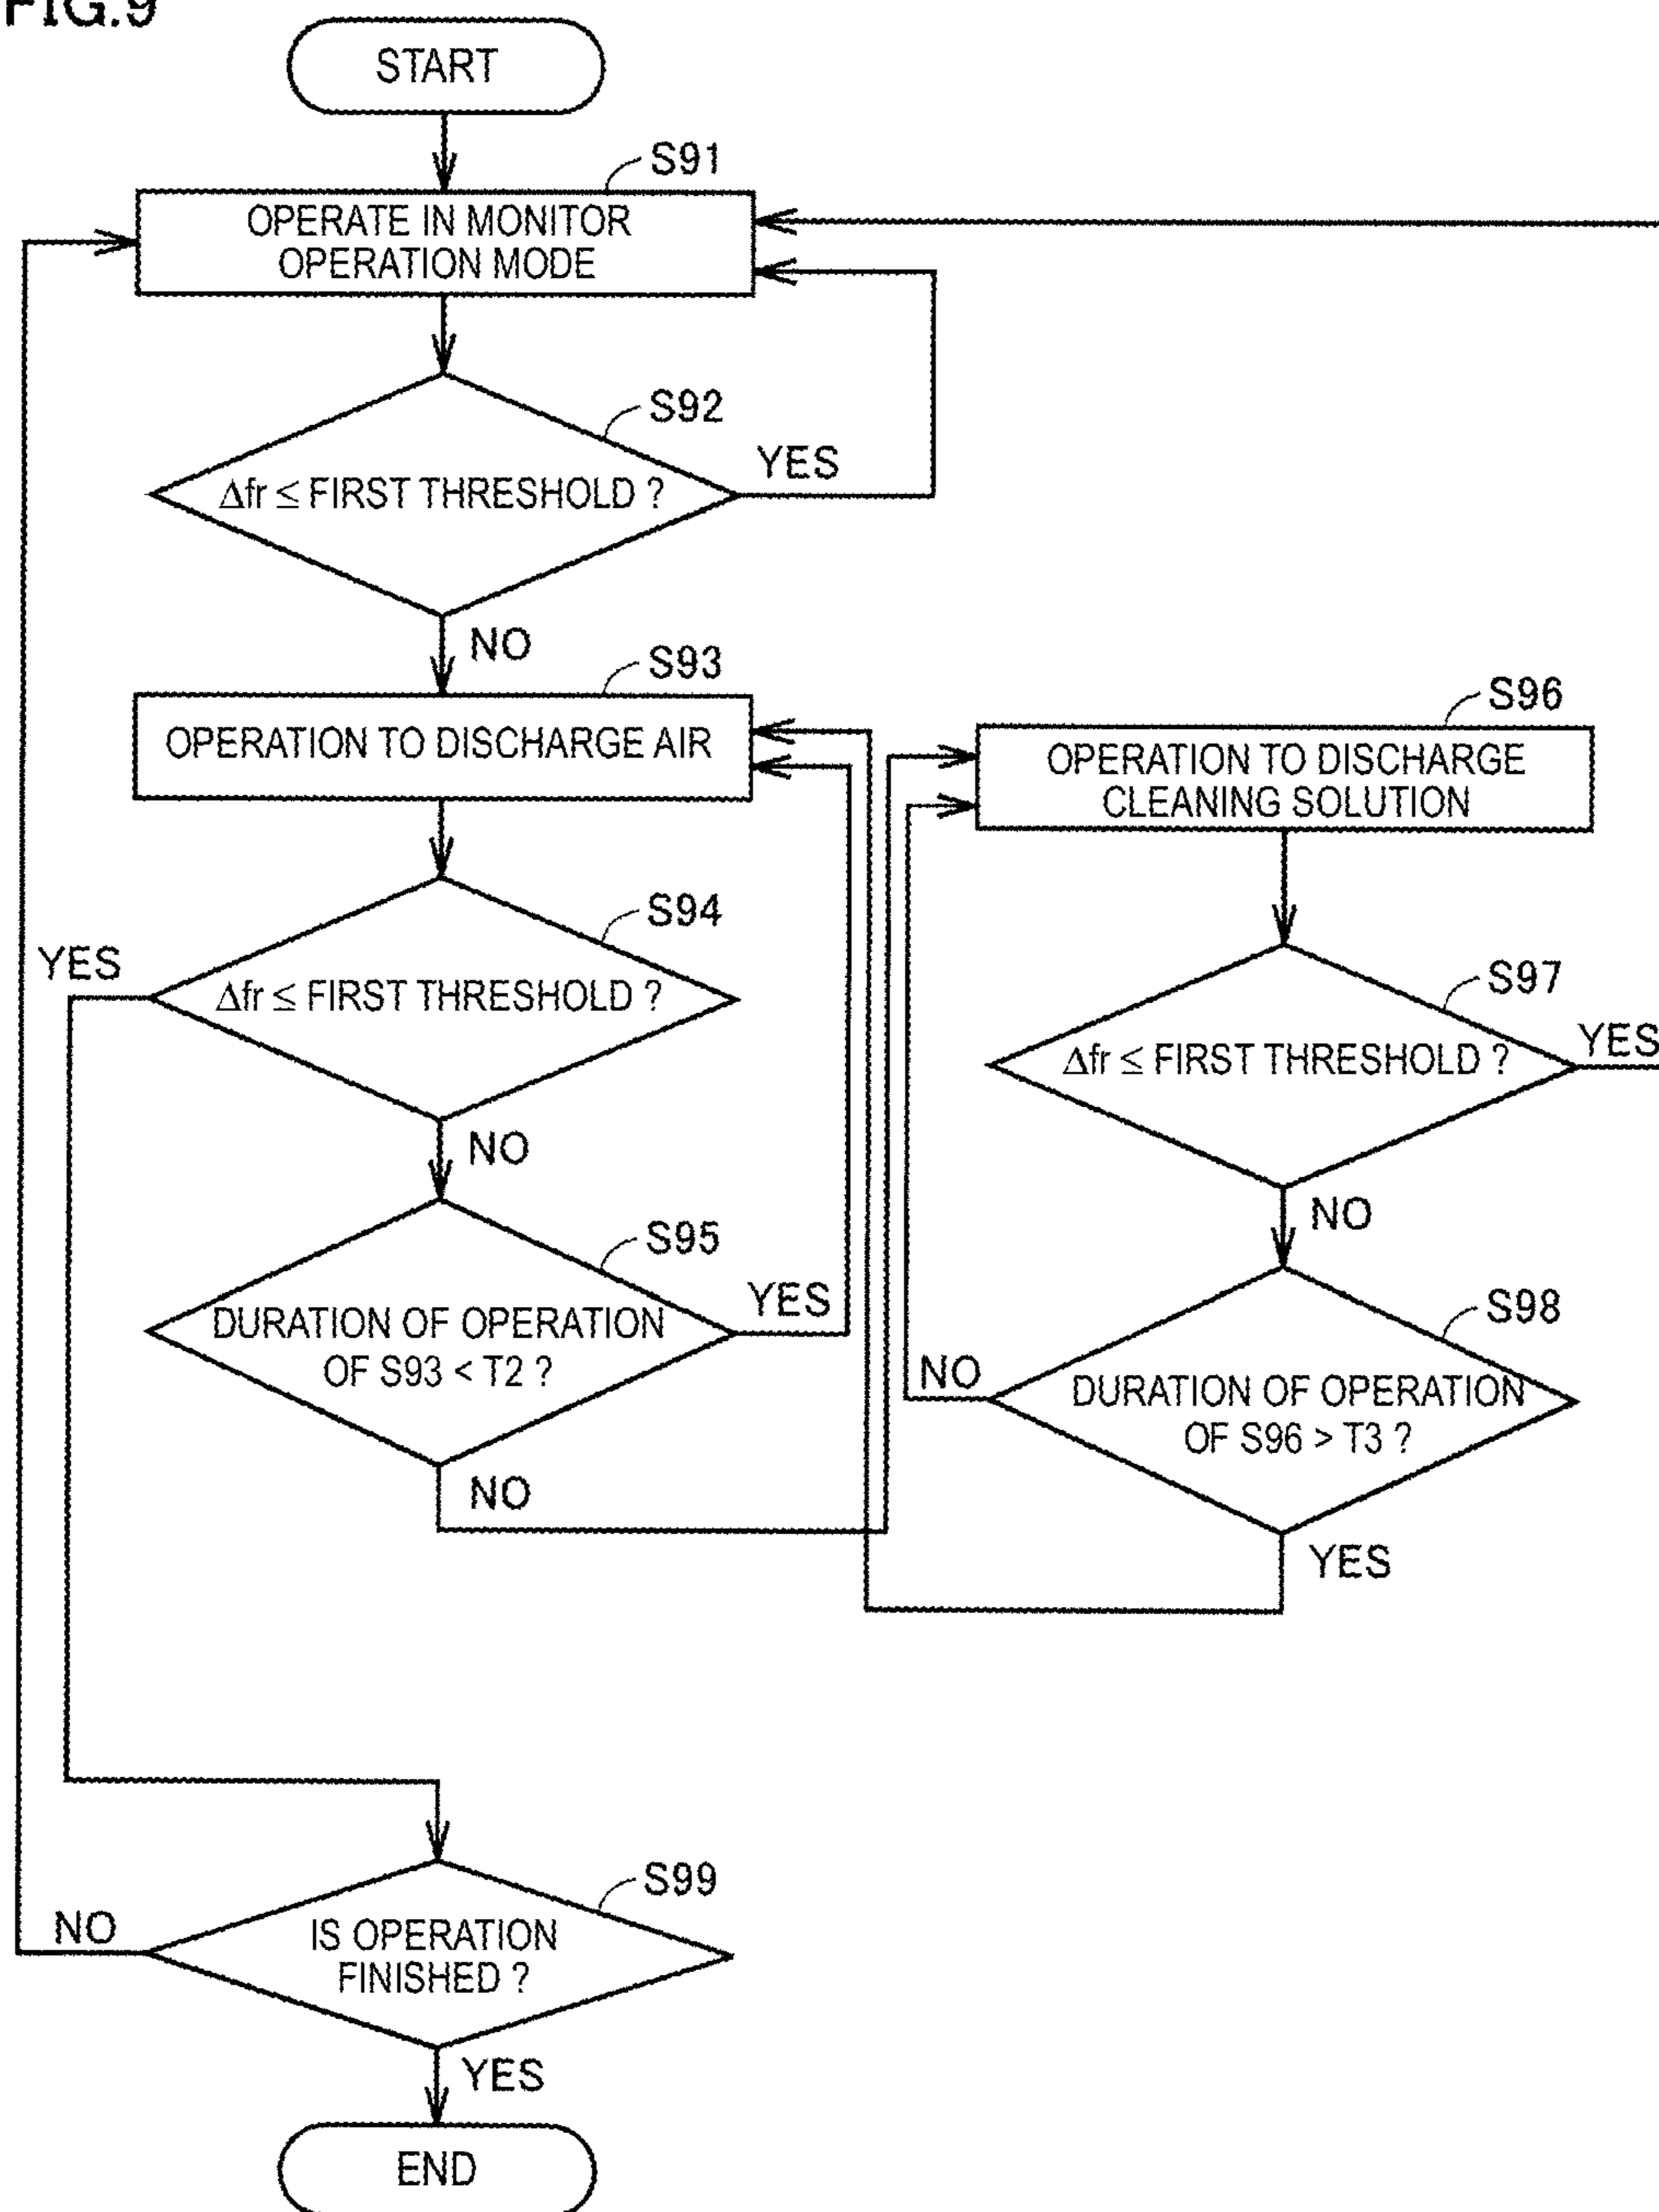 FIG.9
START
S91
OPERATE IN MONITOR
OPERATION MODE
S92
Δfr ≤ FIRST THRESHOLD ?
YES
NO
S93
OPERATION TO DISCHARGE AIR
S94
Δfr ≤ FIRST THRESHOLD ?
YES
NO
S95
DURATION OF OPERATION
OF S93 < T2 ?
YES
NO
S96
OPERATION TO DISCHARGE
CLEANING SOLUTION
S97
Δfr ≤ FIRST THRESHOLD ?
YES
NO
S98
DURATION OF OPERATION
OF S96 > T3 ?
NO
YES
S99
IS OPERATION
FINISHED ?
NO
YES
END